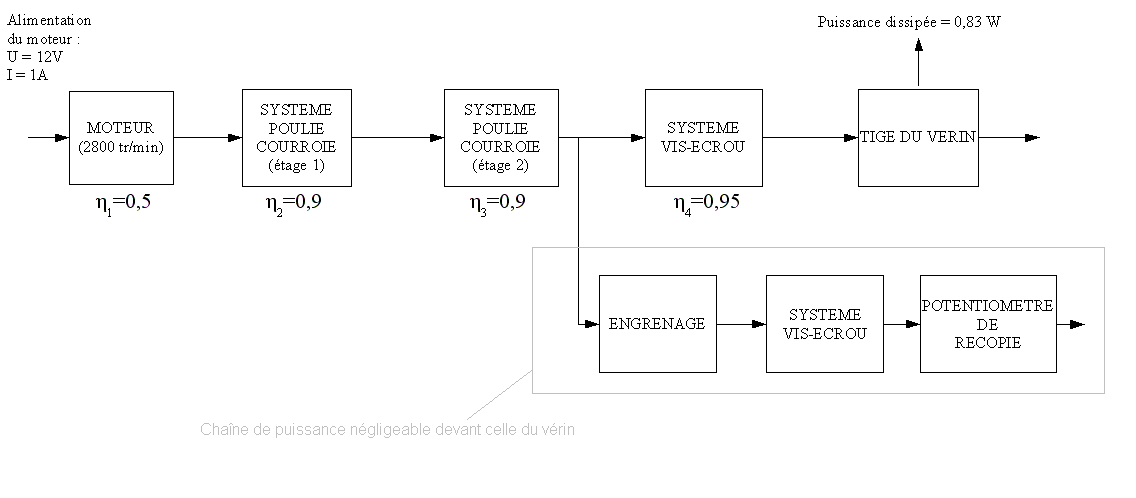 Alimentation
du moteur :
U = 12V
I = 1A
Puissance dissipée = 0,83 W
MOTEUR
(2800 tr/min)
SYSTEME
POULIE
COURROIE
(étage 1)
SYSTEME
POULIE
COURROIE
(étage 2)
SYSTEME
VIS-ECROU
TIGE DU VERIN
η1=0,5
η2=0,9
η3=0,9
η4=0,95
ENGRENAGE
SYSTEME
VIS-ECROU
POTENTIOMETRE
DE
RECOPIE
Chaîne de puissance négligeable devant celle du vérin